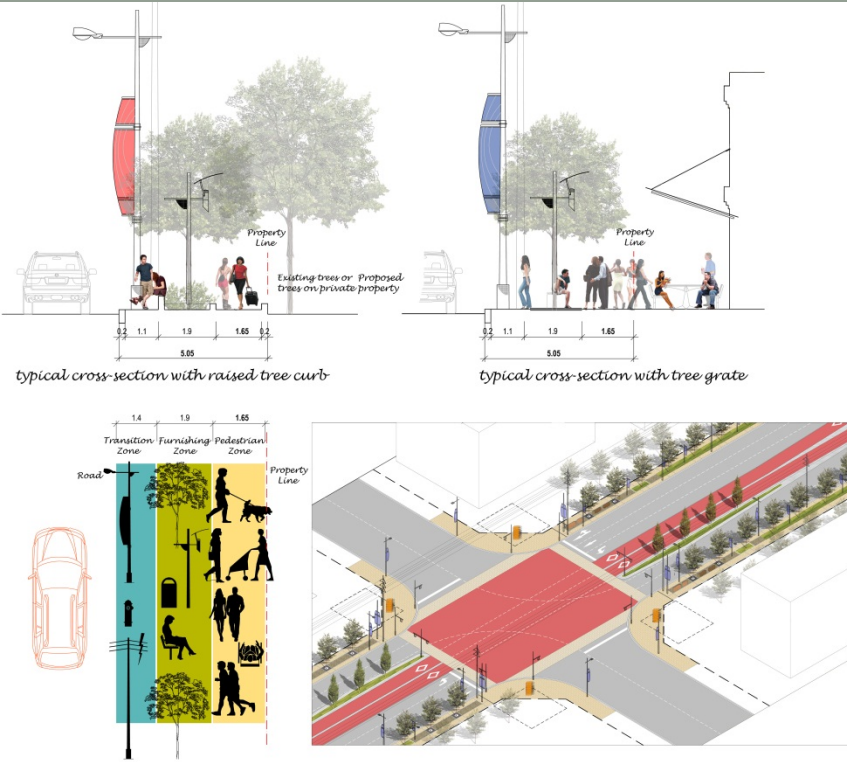 Property
Line
Existing trees or Proposed
trees on private property
0.2 1.1 1.9 1.65 0.2
5.05
typical cross-section with raised tree curb
Property
Line
0.2 1.1 1.9 1.65
5.05
typical cross-section with tree grate
1.4 1.9 1.65
Transition Furnishing Pedestrian
Zone Zone Zone
Road
Property
Line